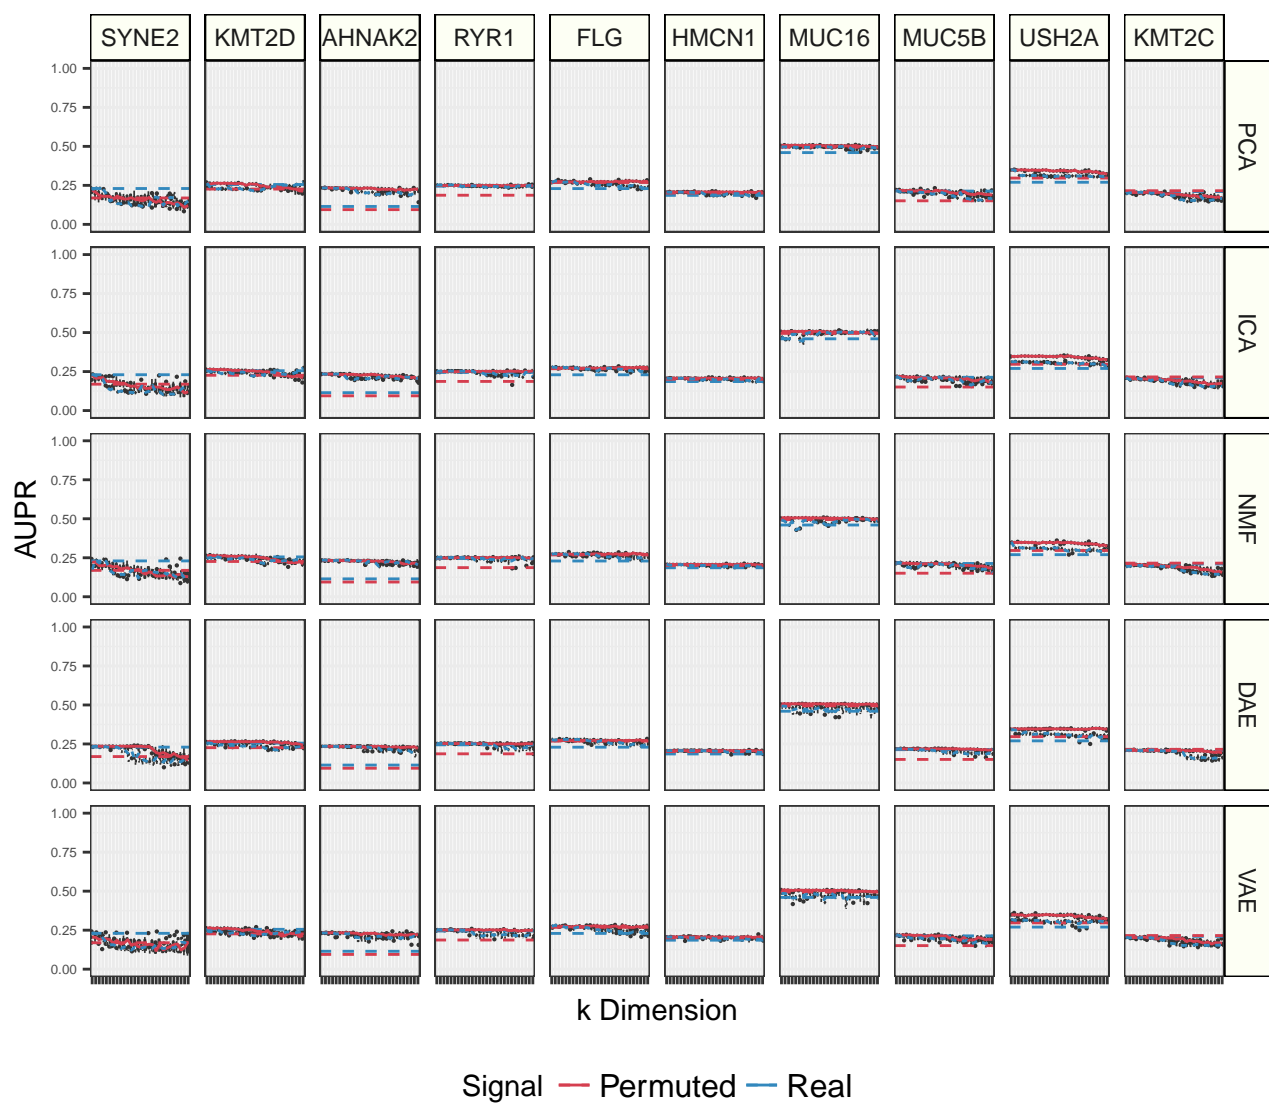 SYNE2 KMT2D AHNAK2 RYR1 FLG HMCN1 MUC16 MUC5B USH2A KMT2C
1.00
0.75
0.50
0.25
0.00
PCA
1.00
0.75
0.50
0.25
0.00
ICA
1.00
0.75
0.50
0.25
0.00
NMF
1.00
0.75
0.50
0.25
0.00
DAE
1.00
0.75
0.50
0.25
0.00
VAE
AUPR
k Dimension
Signal Permuted Real